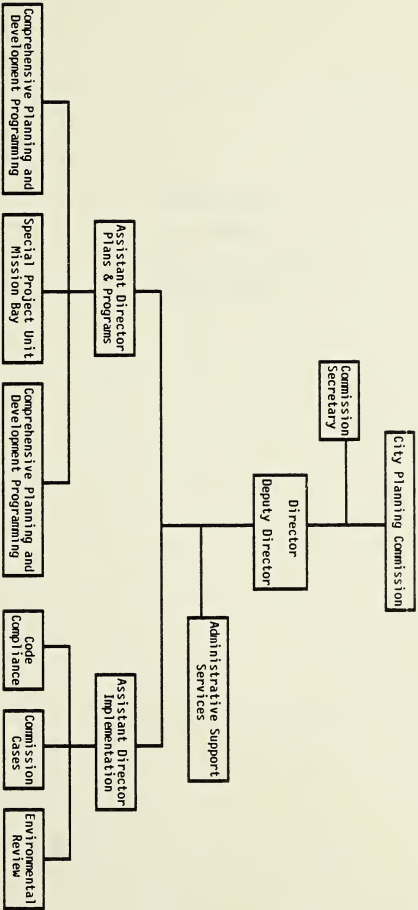 City Planning Commission
Commission
Secretary
Director
Deputy Director
Administrative Support
Services
Assistant Director
Plans & Programs
Assistant Director
Implementation
Comprehensive Planning and
Development Programming
Special Project Unit
Mission Bay
Comprehensive Planning and
Development Programming
Code
Compliance
Commission
Cases
Environmental
Review